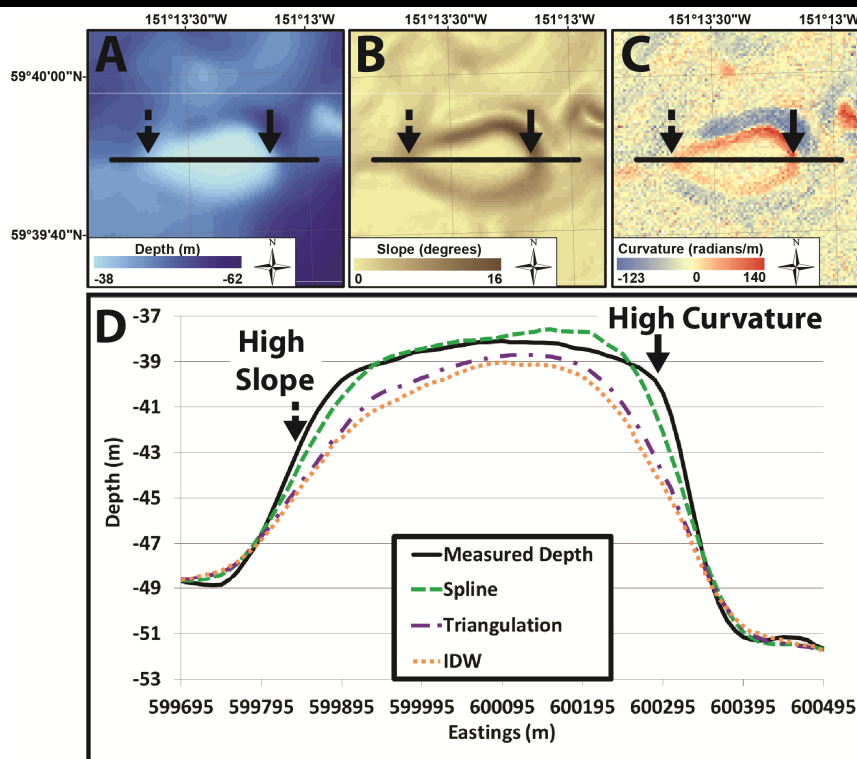 151°13'30"W 151°13'W 151°13'30"W 151°13'W 151°13'30"W 151°13'W
59°40'00"N
59°39'40"N
A
Depth (m)
-38 -62
N
B
Slope (degrees)
0 16
N
C
Curvature (radians/m)
-123 0 140
N
D
High Slope
High Curvature
Depth (m)
-37
-39
-41
-43
-45
-47
-49
-51
-53
Measured Depth
Spline
Triangulation
IDW
599695 599795 599895 599995 600095 600195 600295 600395 600495
Eastings (m)